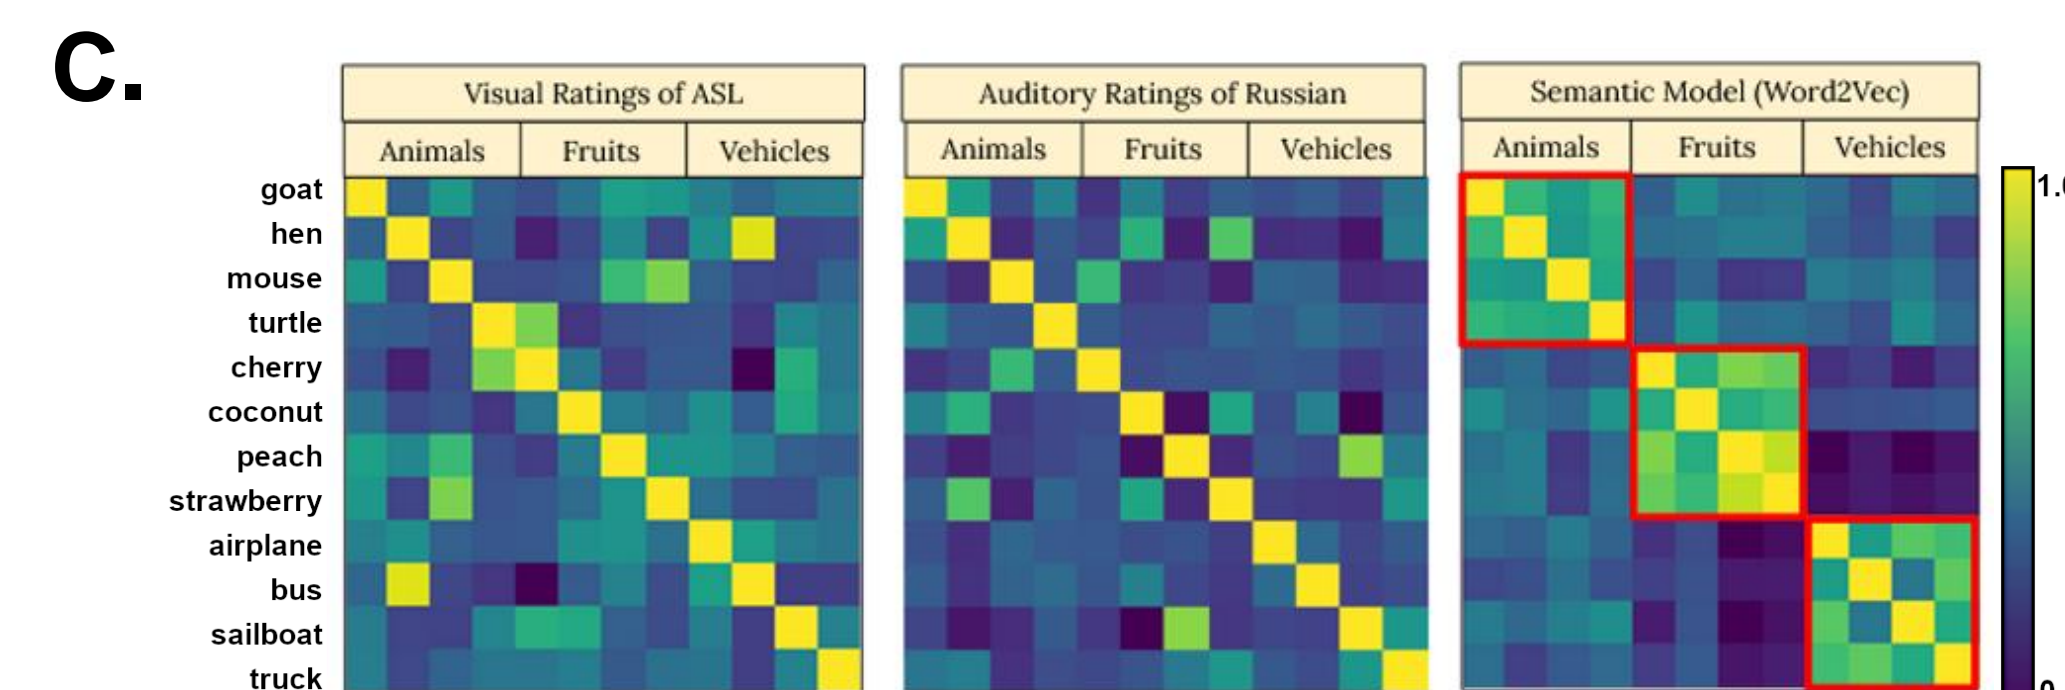 C.
Visual Ratings of ASL
Animals Fruits Vehicles
Auditory Ratings of Russian
Animals Fruits Vehicles
Semantic Model (Word2Vec)
Animals Fruits Vehicles
goat
hen
mouse
turtle
cherry
coconut
peach
strawberry
airplane
bus
sailboat
truck